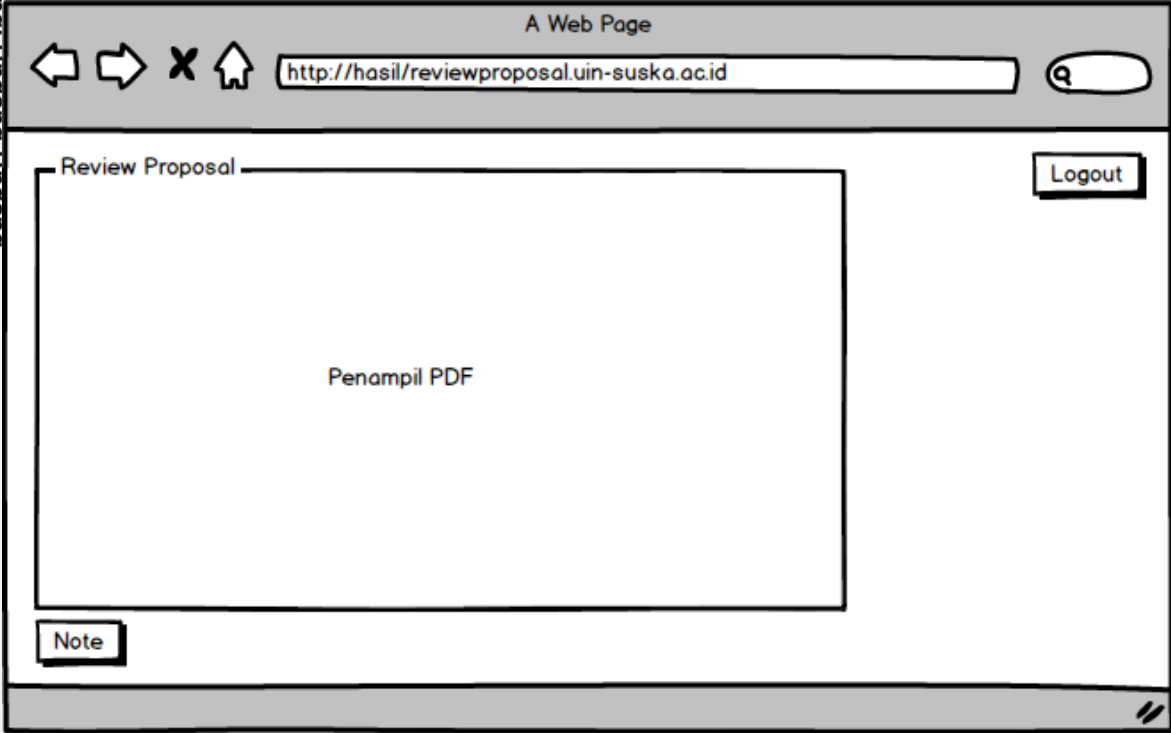 A Web Page
http://hasil/reviewproposal.uin-suska.ac.id
Review Proposal
Logout
Penampil PDF
Note